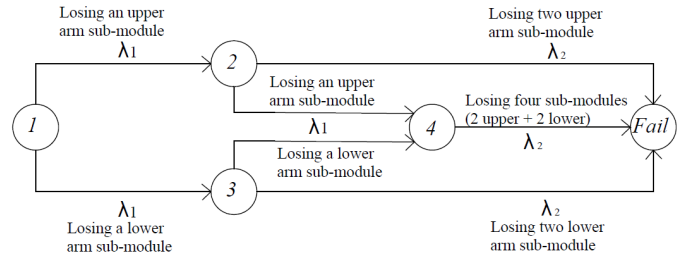 Losing an upper
arm sub-module
λ1
Losing two upper
arm sub-module
λ2
2
Losing an upper
arm sub-module
λ1
Losing four sub-modules
(2 upper + 2 lower)
λ2
1
4
Fail
Losing a lower
arm sub-module
3
λ1
Losing a lower
arm sub-module
λ2
Losing two lower
arm sub-module